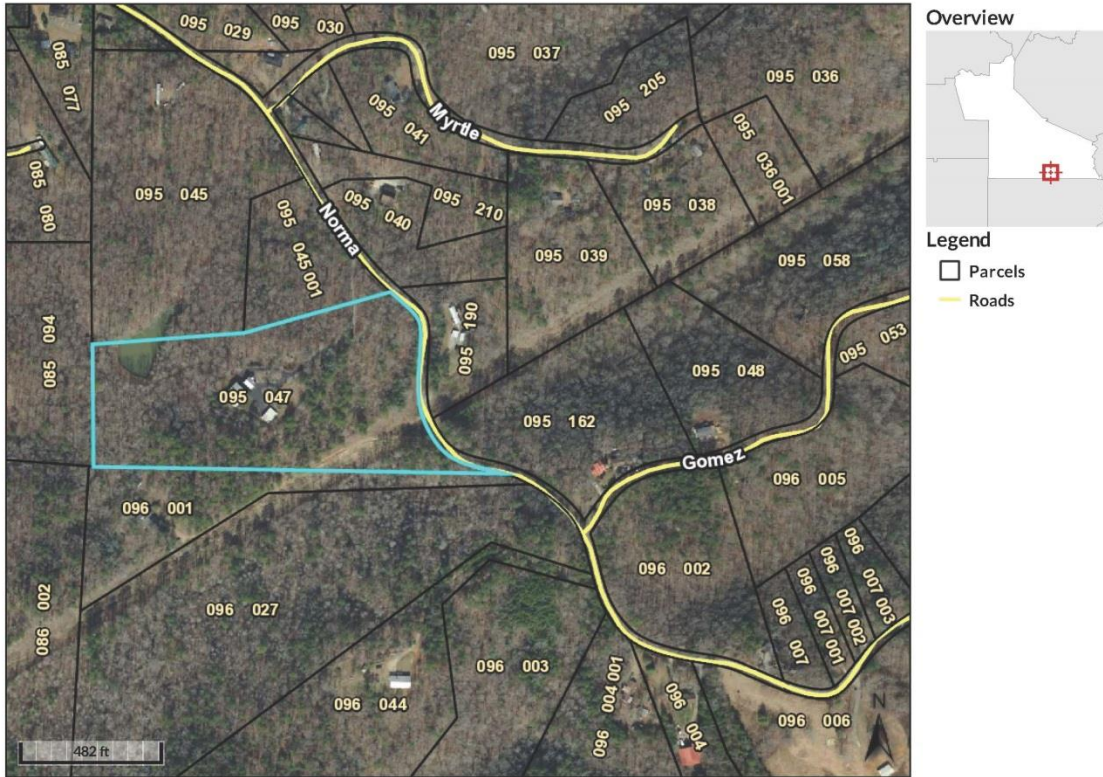 Overview
Legend
Parcels
Roads
095 029
095 030
095 037
095 205
095 036
085 077
095 041
Myrtle
095 036 001
085 080
095 045
095 040
095 210
095 038
Norma
095 045 001
095 039
095 058
085 094
095 190
095 053
095 047
095 048
095 162
Gomez
096 005
096 001
096 002
096 007 003
096 007 002
096 007 001
096 007
086 002
096 027
096 003
096 004 001
096 004
096 044
096 006
N
482 ft